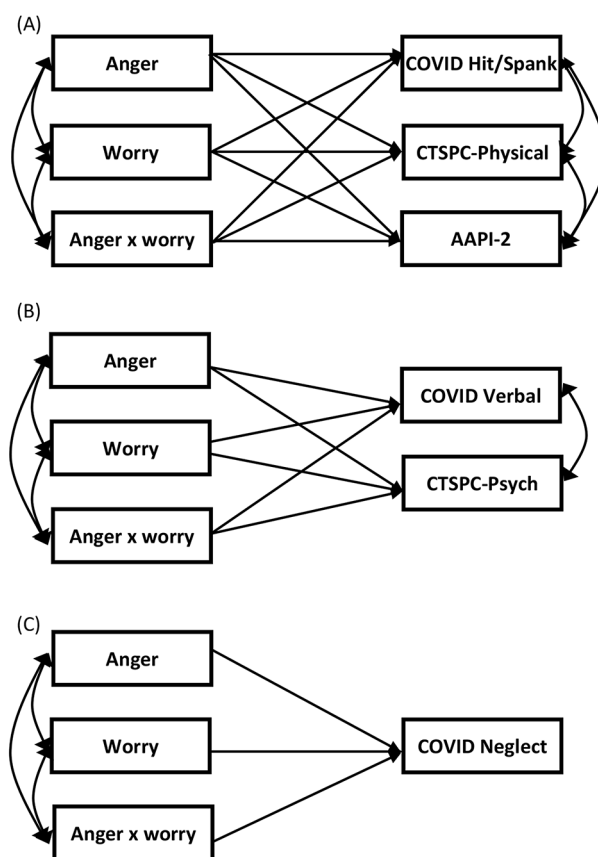 (A)
Anger
COVID Hit/Spank
Worry
CTSPC-Physical
Anger x worry
AAPI-2
(B)
Anger
COVID Verbal
Worry
CTSPC-Psych
Anger x worry
(C)
Anger
Worry
COVID Neglect
Anger x worry